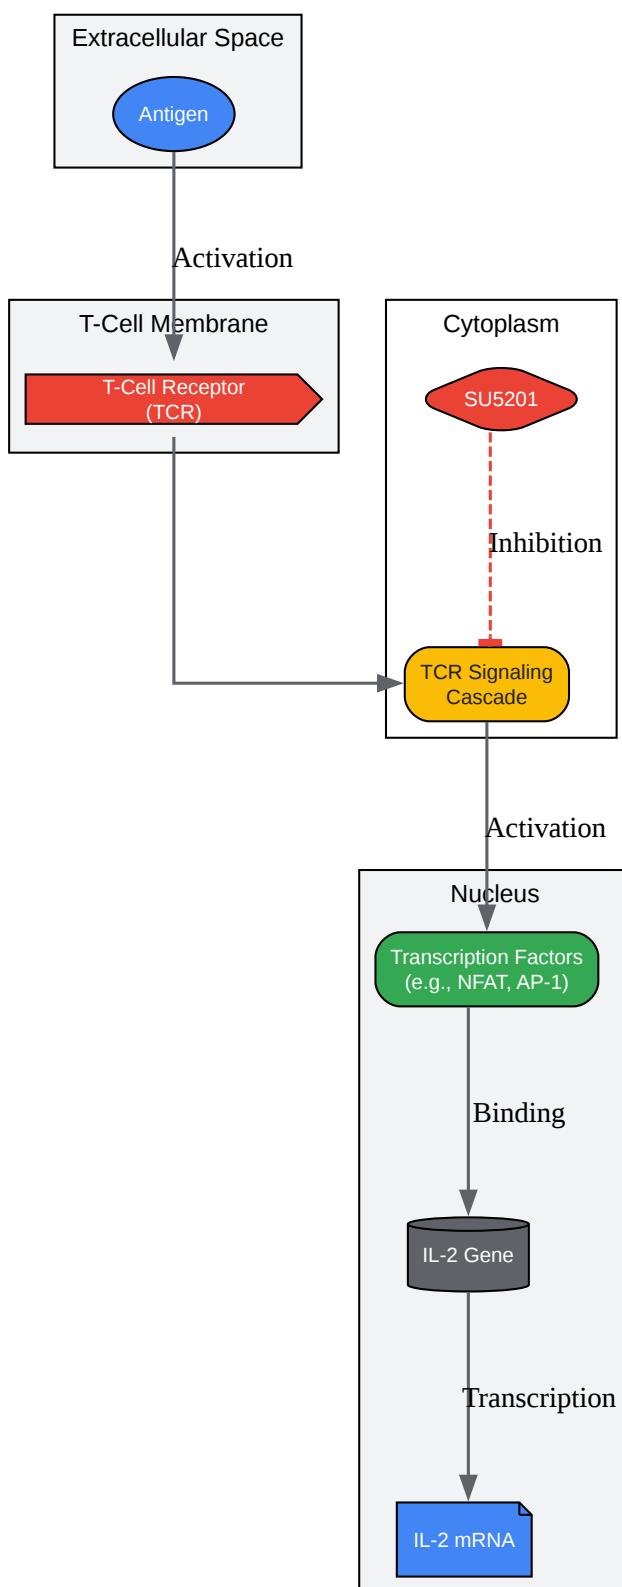 Extracellular Space
Antigen
Activation
T-Cell Membrane
T-Cell Receptor
(TCR)
Cytoplasm
SU5201
Inhibition
TCR Signaling
Cascade
Activation
Nucleus
Transcription Factors
(e.g., NFAT, AP-1)
Binding
IL-2 Gene
Transcription
IL-2 mRNA